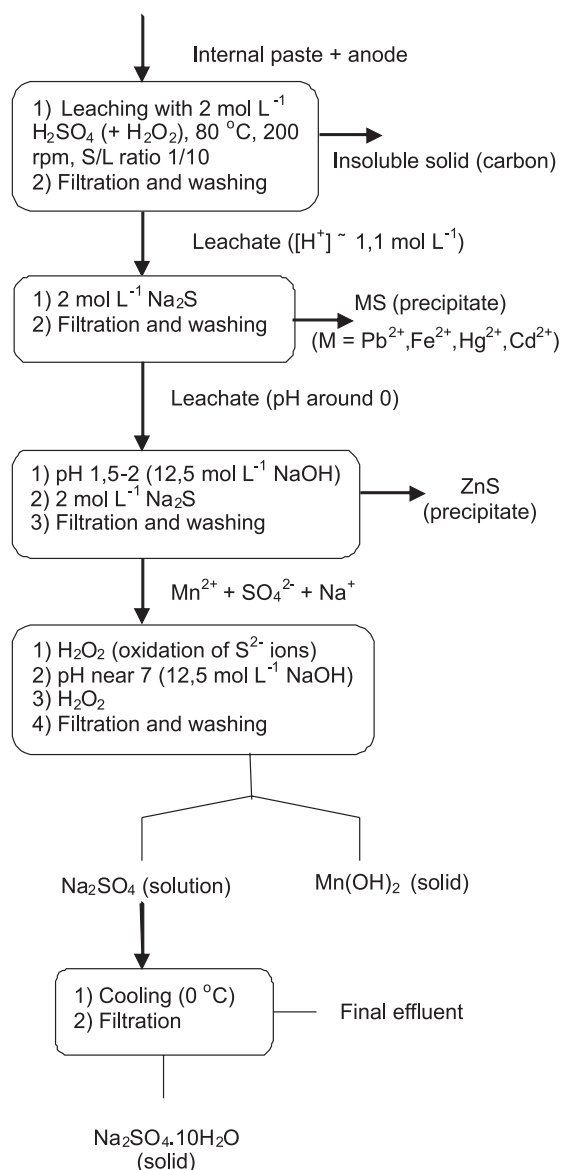 Internal paste + anode
1) Leaching with 2 mol L⁻¹
H₂SO₄ (+ H₂O₂), 80 °C, 200
rpm, S/L ratio 1/10
2) Filtration and washing
Insoluble solid (carbon)
Leachate ([H⁺] ~ 1,1 mol L⁻¹)
1) 2 mol L⁻¹ Na₂S
2) Filtration and washing
MS (precipitate)
(M = Pb²⁺,Fe²⁺,Hg²⁺,Cd²⁺)
Leachate (pH around 0)
1) pH 1,5-2 (12,5 mol L⁻¹ NaOH)
2) 2 mol L⁻¹ Na₂S
3) Filtration and washing
ZnS
(precipitate)
Mn²⁺ + SO₄²⁻ + Na⁺
1) H₂O₂ (oxidation of S²⁻ ions)
2) pH near 7 (12,5 mol L⁻¹ NaOH)
3) H₂O₂
4) Filtration and washing
Na₂SO₄ (solution)
Mn(OH)₂ (solid)
1) Cooling (0 °C)
2) Filtration
Final effluent
Na₂SO₄.10H₂O
(solid)